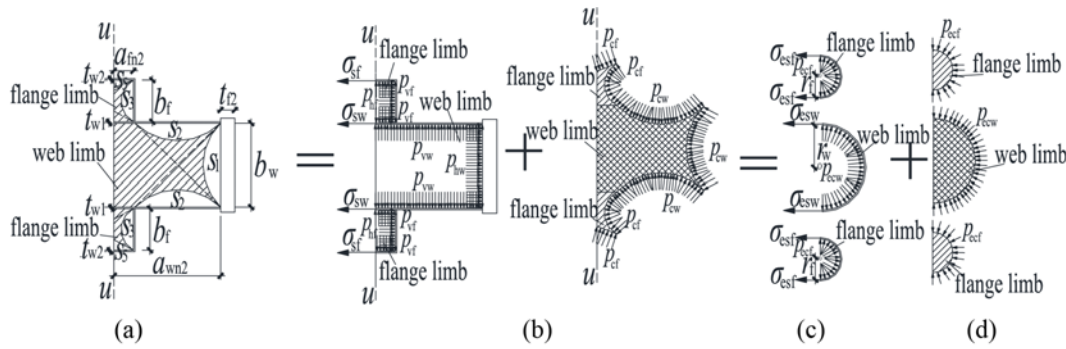 u
a_fn2
t_w2
s_5
flange limb
s_3
b_f
t_f2
t_w1
s_2
web limb
s_1
b_w
t_w1
s_2
flange limb
s_3
b_f
t_w2
s_5
a_wn2
u
(a)
=
u
flange limb
σ_sf
p_vf
p_hf
p_vf
σ_sw
web limb
p_vw
p_hw
p_vw
σ_sw
p_hf
p_vf
σ_sf
p_vf
flange limb
u
+
u
p_cf
flange limb
p_cf
p_cw
web limb
p_cw
flange limb
p_cf
p_cw
p_cf
u
(b)
=
σ_esf
flange limb
p_ecf
r_f
σ_esf
σ_esw
web limb
r_w
o
p_ecw
σ_esw
σ_esf
flange limb
p_ecf
r_f
σ_esf
(c)
+
p_ecf
flange limb
p_ecw
web limb
p_ecf
flange limb
(d)